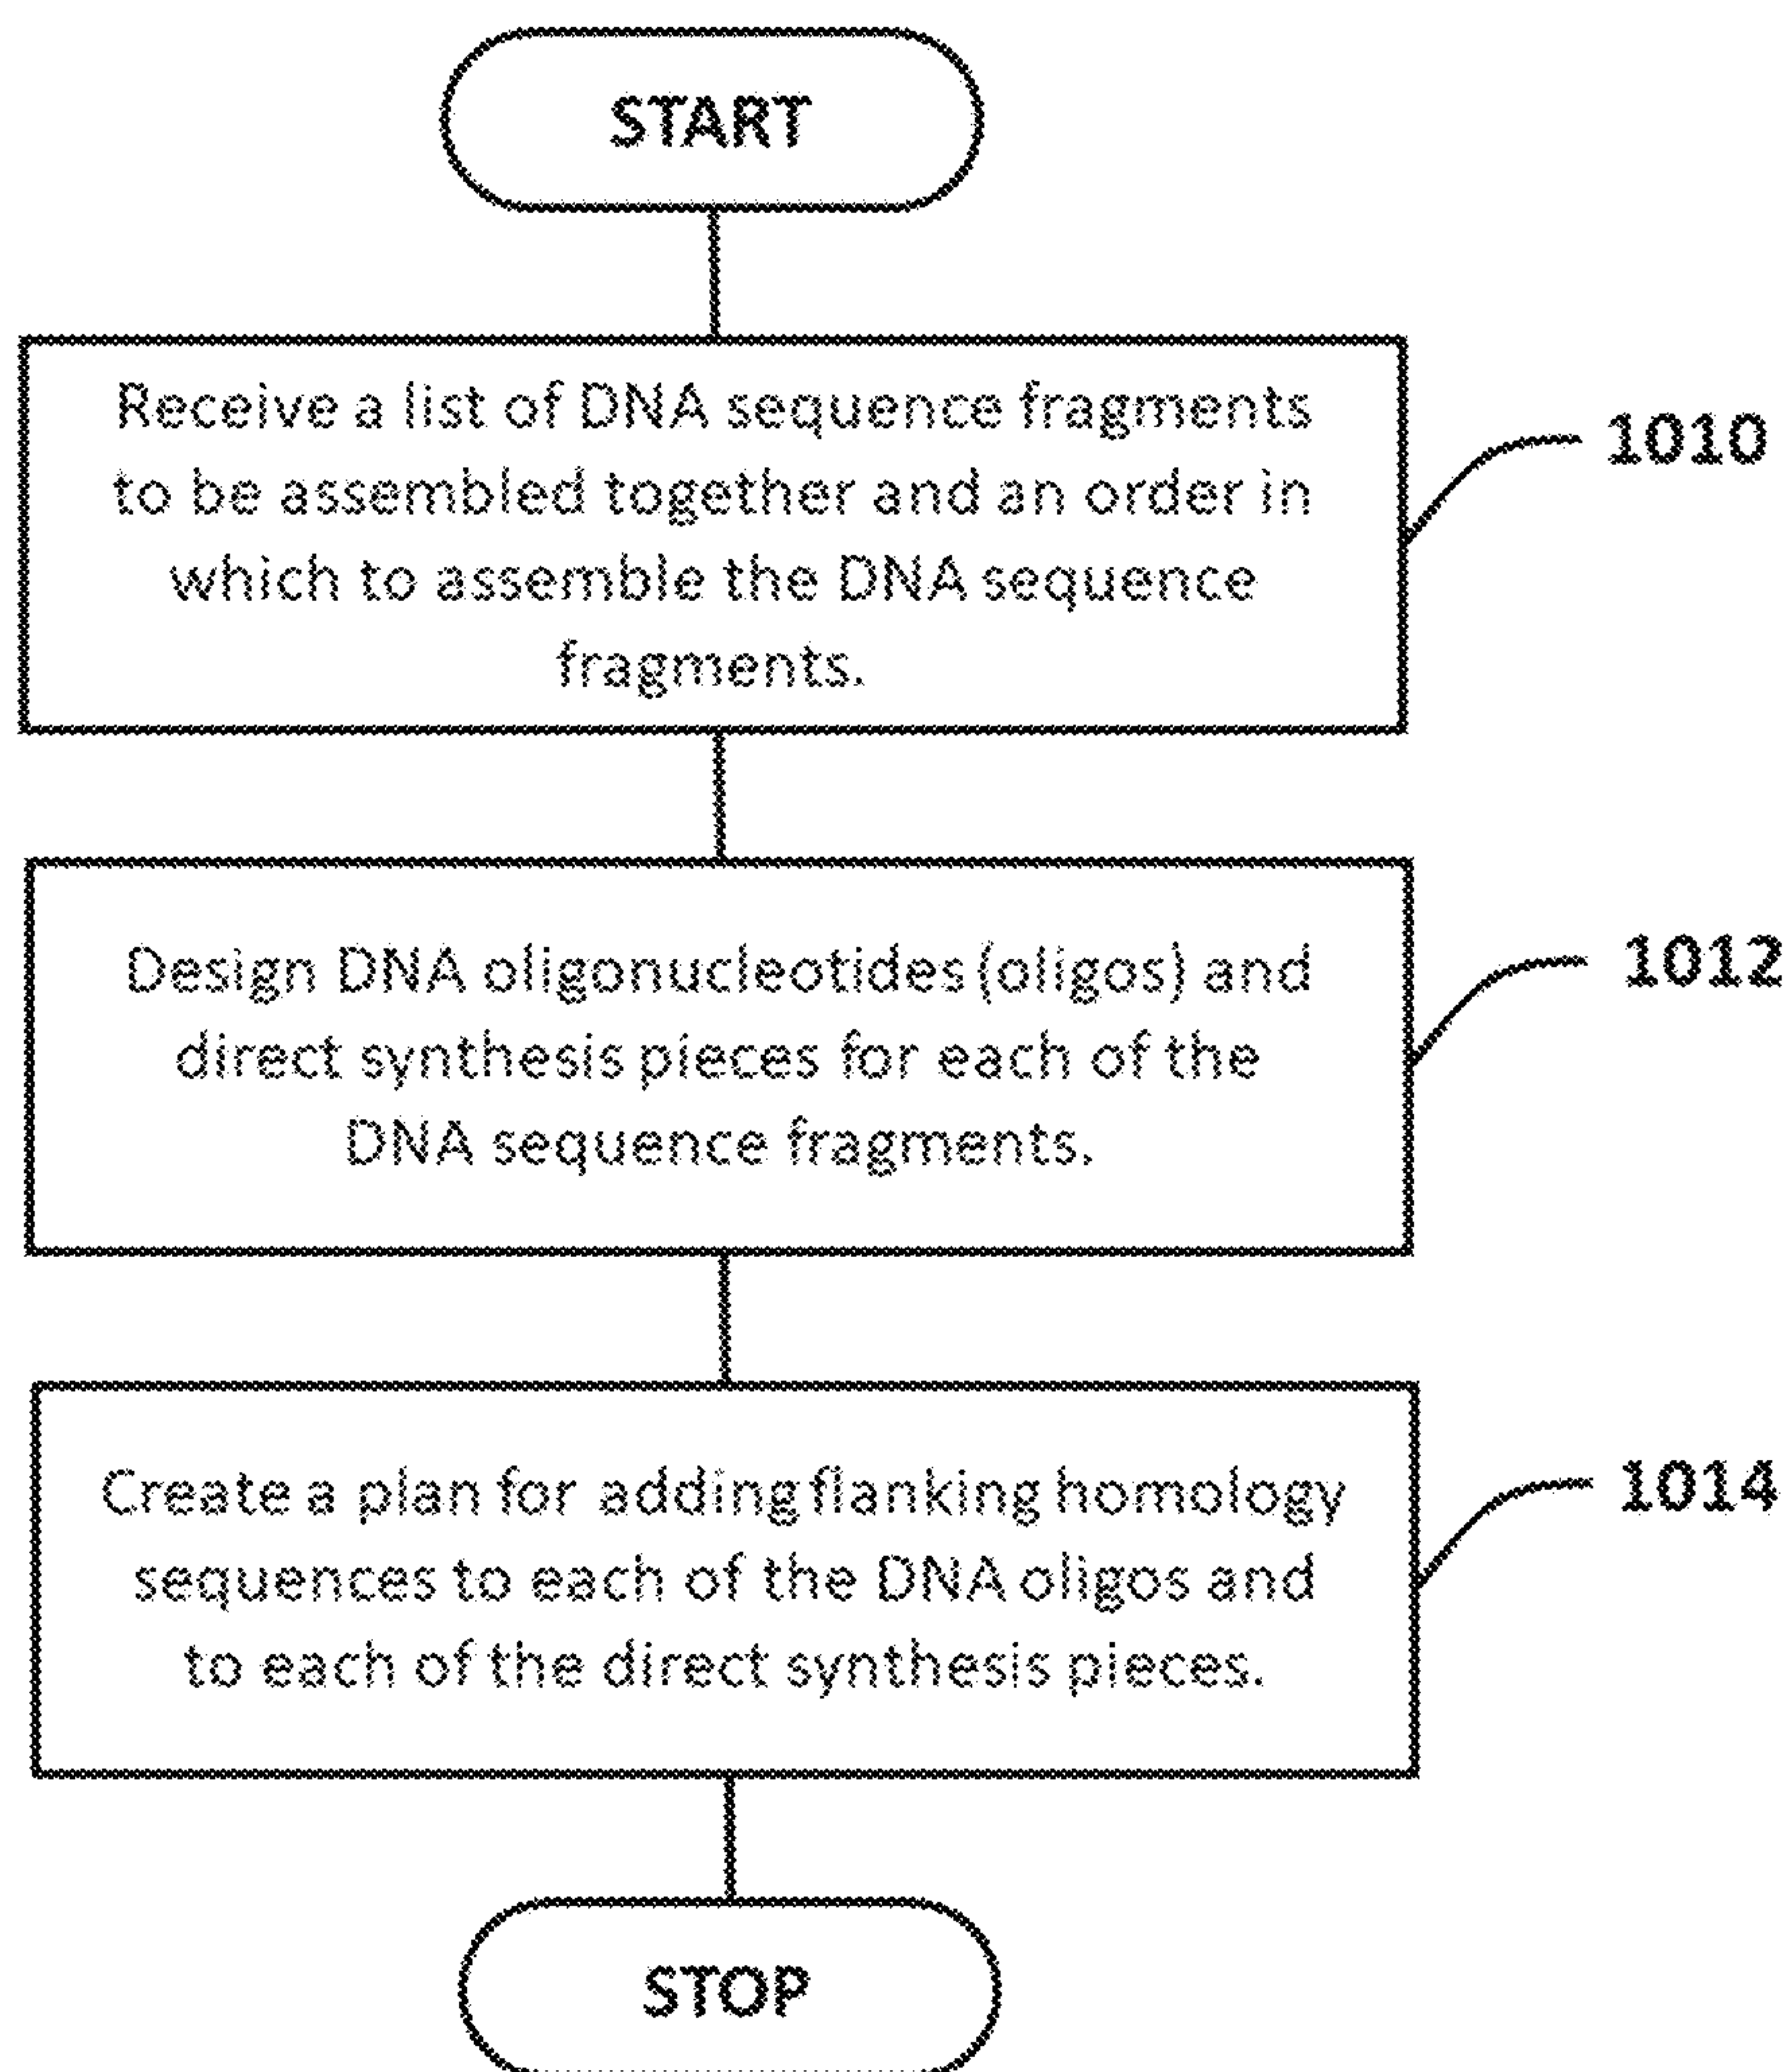 START
Receive a list of DNA sequence fragments
to be assembled together and an order in
which to assemble the DNA sequence
fragments.
1010
Design DNA oligonucleotides (oligos) and
direct synthesis pieces for each of the
DNA sequence fragments.
1012
Create a plan for adding flanking homology
sequences to each of the DNA oligos and
to each of the direct synthesis pieces.
1014
STOP